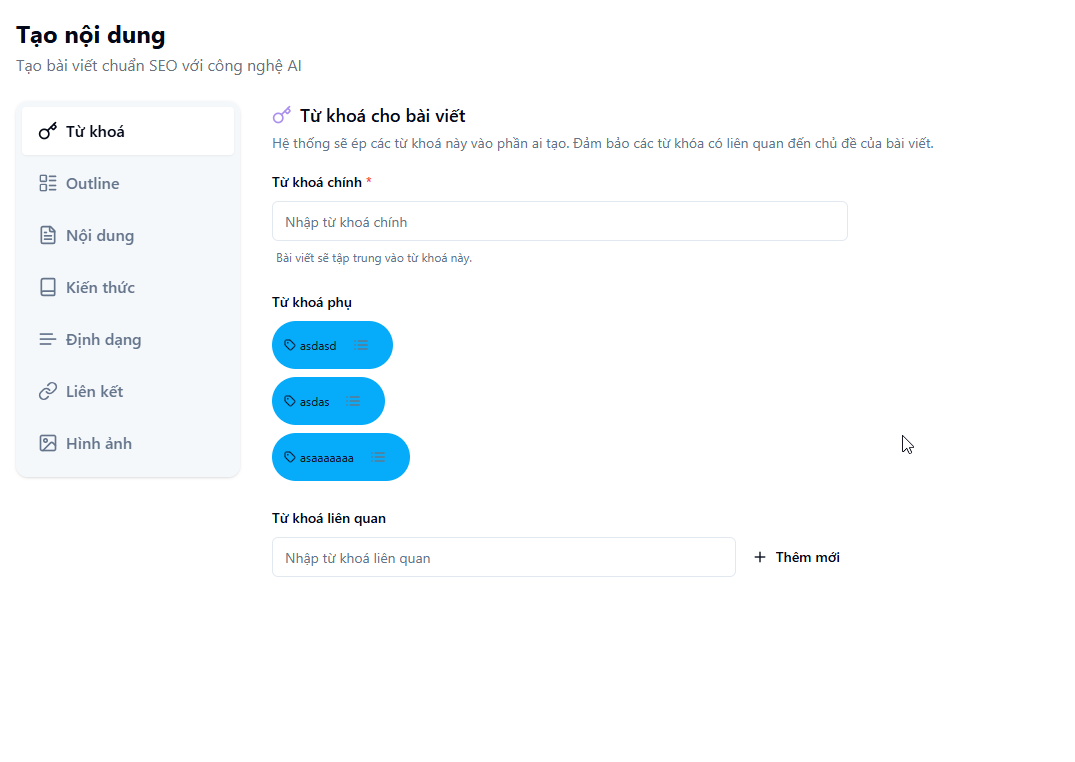 Tạo nội dung
Tạo bài viết chuẩn SEO với công nghệ AI
Từ khoá
Outline
Nội dung
Kiến thức
Định dạng
Liên kết
Hình ảnh
Từ khoá cho bài viết
Hệ thống sẽ ép các từ khoá này vào phần ai tạo. Đảm bảo các từ khóa có liên quan đến chủ đề của bài viết.
Từ khoá chính *
Nhập từ khoá chính
Bài viết sẽ tập trung vào từ khoá này.
Từ khoá phụ
asdasd
asdas
asaaaaaaa
Từ khoá liên quan
Nhập từ khoá liên quan
+ Thêm mới